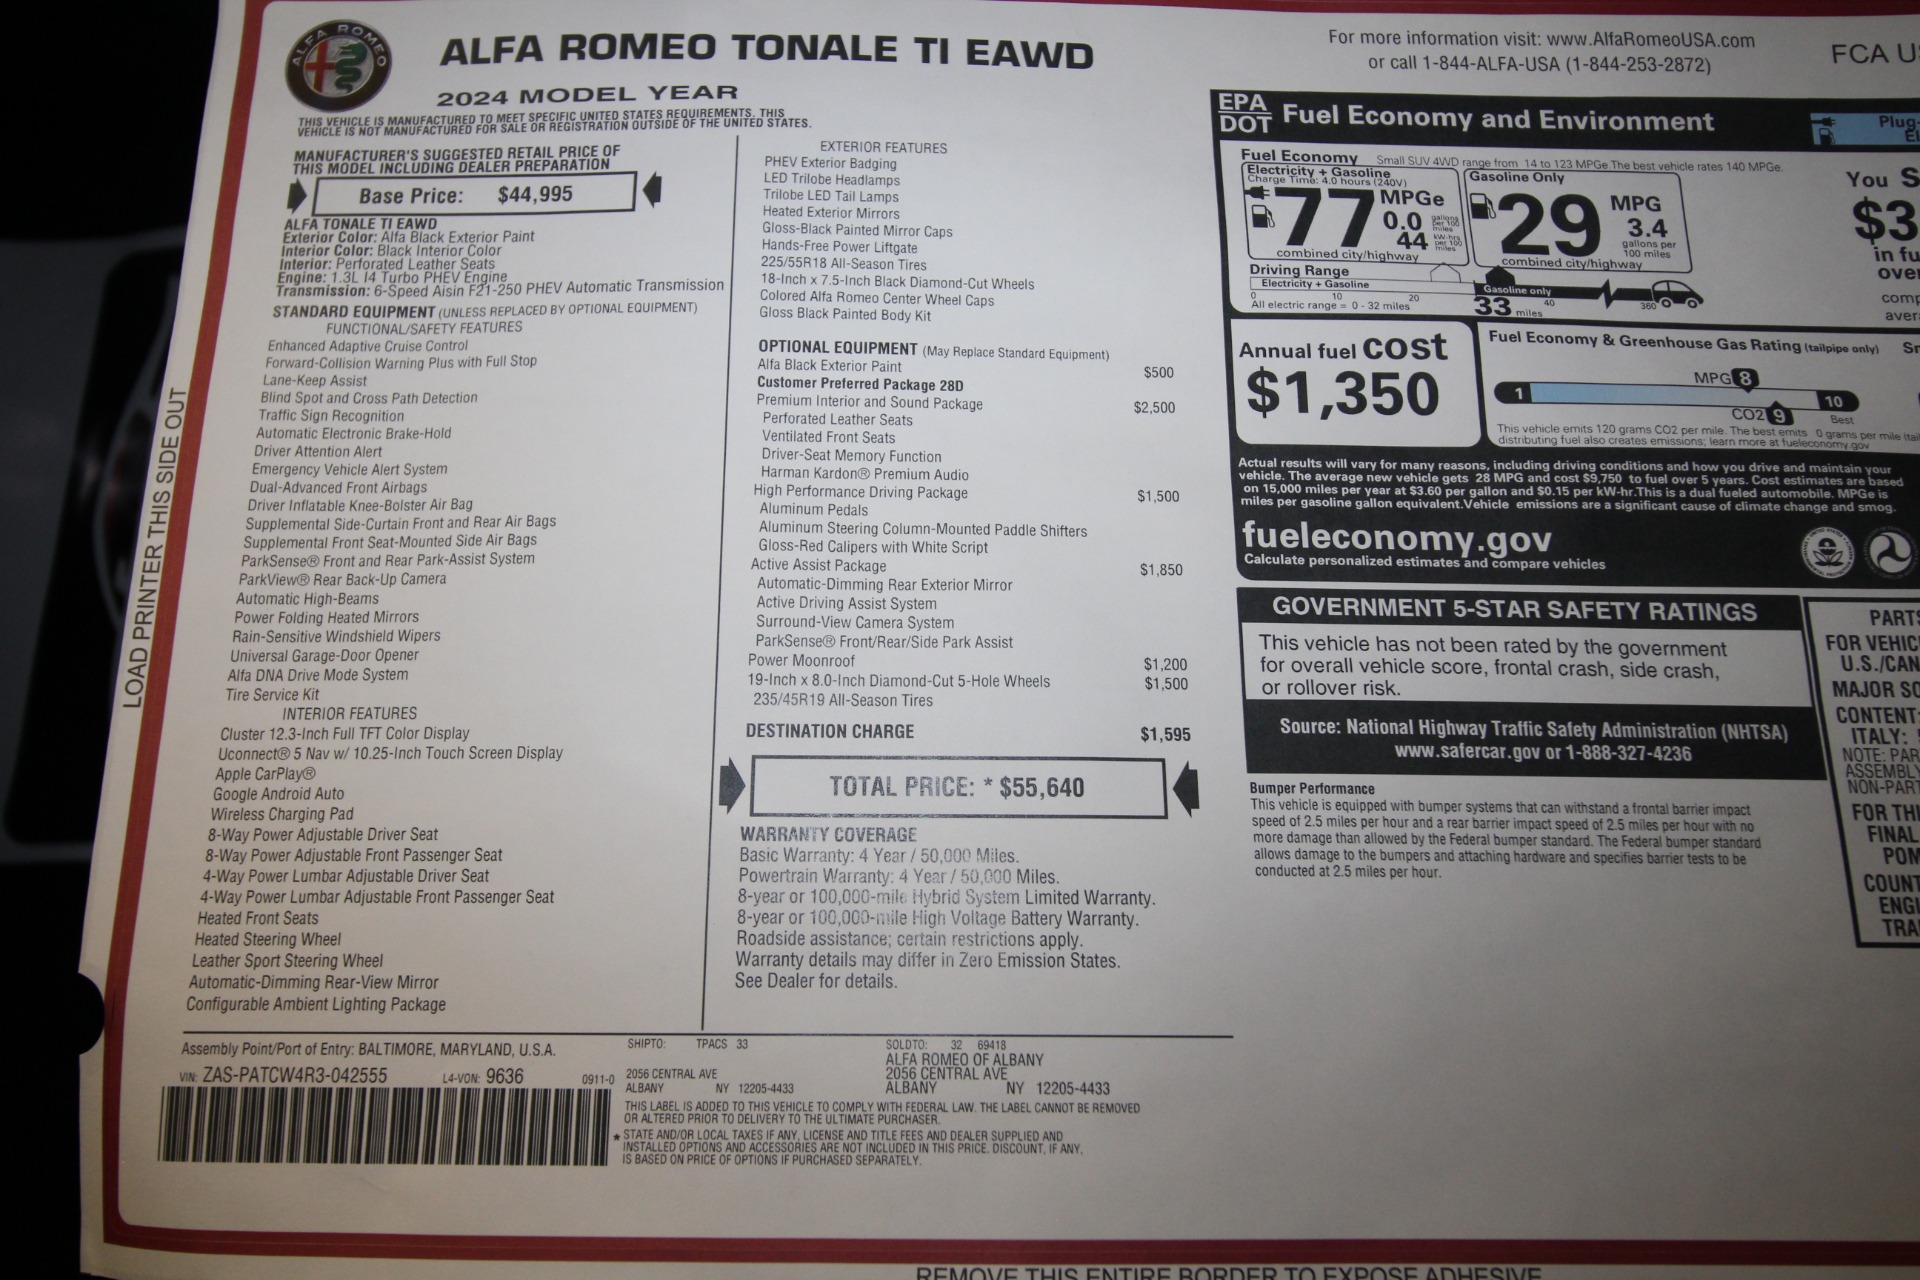 ALFA ROMEO
ALFA ROMEO TONALE TI EAWD
2024 MODEL YEAR
THIS VEHICLE IS MANUFACTURED TO MEET SPECIFIC UNITED STATES REQUIREMENTS. THIS
VEHICLE IS NOT MANUFACTURED FOR SALE OR REGISTRATION OUTSIDE OF THE UNITED STATES.
MANUFACTURER'S SUGGESTED RETAIL PRICE OF
THIS MODEL INCLUDING DEALER PREPARATION
Base Price: $44,995
ALFA TONALE TI EAWD
Exterior Color: Alfa Black Exterior Paint
Interior Color: Black Interior Color
Interior: Perforated Leather Seats
Engine: 1.3L I4 Turbo PHEV Engine
Transmission: 6-Speed Aisin F21-250 PHEV Automatic Transmission
STANDARD EQUIPMENT (UNLESS REPLACED BY OPTIONAL EQUIPMENT)
FUNCTIONAL/SAFETY FEATURES
Enhanced Adaptive Cruise Control
Forward-Collision Warning Plus with Full Stop
Lane-Keep Assist
Blind Spot and Cross Path Detection
Traffic Sign Recognition
Automatic Electronic Brake-Hold
Driver Attention Alert
Emergency Vehicle Alert System
Dual-Advanced Front Airbags
Driver Inflatable Knee-Bolster Air Bag
Supplemental Side-Curtain Front and Rear Air Bags
Supplemental Front Seat-Mounted Side Air Bags
ParkSense® Front and Rear Park-Assist System
ParkView® Rear Back-Up Camera
Automatic High-Beams
Power Folding Heated Mirrors
Rain-Sensitive Windshield Wipers
Universal Garage-Door Opener
Alfa DNA Drive Mode System
Tire Service Kit
INTERIOR FEATURES
Cluster 12.3-Inch Full TFT Color Display
Uconnect® 5 Nav w/ 10.25-Inch Touch Screen Display
Apple CarPlay®
Google Android Auto
Wireless Charging Pad
8-Way Power Adjustable Driver Seat
8-Way Power Adjustable Front Passenger Seat
4-Way Power Lumbar Adjustable Driver Seat
4-Way Power Lumbar Adjustable Front Passenger Seat
Heated Front Seats
Heated Steering Wheel
Leather Sport Steering Wheel
Automatic-Dimming Rear-View Mirror
Configurable Ambient Lighting Package
EXTERIOR FEATURES
PHEV Exterior Badging
LED Trilobe Headlamps
Trilobe LED Tail Lamps
Heated Exterior Mirrors
Gloss-Black Painted Mirror Caps
Hands-Free Power Liftgate
225/55R18 All-Season Tires
18-Inch x 7.5-Inch Black Diamond-Cut Wheels
Colored Alfa Romeo Center Wheel Caps
Gloss Black Painted Body Kit
OPTIONAL EQUIPMENT (May Replace Standard Equipment)
Alfa Black Exterior Paint $500
Customer Preferred Package 28D
Premium Interior and Sound Package $2,500
Perforated Leather Seats
Ventilated Front Seats
Driver-Seat Memory Function
Harman Kardon® Premium Audio
High Performance Driving Package $1,500
Aluminum Pedals
Aluminum Steering Column-Mounted Paddle Shifters
Gloss-Red Calipers with White Script
Active Assist Package $1,850
Automatic-Dimming Rear Exterior Mirror
Active Driving Assist System
Surround-View Camera System
ParkSense® Front/Rear/Side Park Assist
Power Moonroof $1,200
19-Inch x 8.0-Inch Diamond-Cut 5-Hole Wheels $1,500
235/45R19 All-Season Tires
DESTINATION CHARGE $1,595
TOTAL PRICE: * $55,640
WARRANTY COVERAGE
Basic Warranty: 4 Year / 50,000 Miles.
Powertrain Warranty: 4 Year / 50,000 Miles.
8-year or 100,000-mile Hybrid System Limited Warranty.
8-year or 100,000-mile High Voltage Battery Warranty.
Roadside assistance; certain restrictions apply.
Warranty details may differ in Zero Emission States.
See Dealer for details.
Assembly Point/Port of Entry: BALTIMORE, MARYLAND, U.S.A.
VIN: ZAS-PATCW4R3-042555 L4-VON: 9636 0911-0
SHIPTO: TPACS 33
2056 CENTRAL AVE
ALBANY NY 12205-4433
SOLDTO: 32 69418
ALFA ROMEO OF ALBANY
2056 CENTRAL AVE
ALBANY NY 12205-4433
THIS LABEL IS ADDED TO THIS VEHICLE TO COMPLY WITH FEDERAL LAW. THE LABEL CANNOT BE REMOVED
OR ALTERED PRIOR TO DELIVERY TO THE ULTIMATE PURCHASER.
* STATE AND/OR LOCAL TAXES IF ANY, LICENSE AND TITLE FEES AND DEALER SUPPLIED AND
INSTALLED OPTIONS AND ACCESSORIES ARE NOT INCLUDED IN THIS PRICE. DISCOUNT, IF ANY,
IS BASED ON PRICE OF OPTIONS IF PURCHASED SEPARATELY.
For more information visit: www.AlfaRomeoUSA.com
or call 1-844-ALFA-USA (1-844-253-2872)
FCA U
EPA
DOT
Fuel Economy and Environment
Plug-
El
Fuel Economy
Small SUV 4WD range from 14 to 123 MPGe. The best vehicle rates 140 MPGe.
Electricity + Gasoline
Charge Time: 4.0 hours (240V)
77 MPGe
0.0 gallons per 100 miles
44 kW-hrs per 100 miles
combined city/highway
Gasoline Only
29 MPG
3.4
gallons per
100 miles
combined city/highway
You S
$3
in fu
over
comp
aver
Driving Range
Electricity + Gasoline
Gasoline only
0 10 20 33 miles 40 360
All electric range = 0 - 32 miles
Annual fuel cost
$1,350
Fuel Economy & Greenhouse Gas Rating (tailpipe only)
Sm
MPG 8
1 10
CO2 9
Best
This vehicle emits 120 grams CO2 per mile. The best emits 0 grams per mile (tai
distributing fuel also creates emissions; learn more at fueleconomy.gov
Actual results will vary for many reasons, including driving conditions and how you drive and maintain your
vehicle. The average new vehicle gets 28 MPG and cost $9,750 to fuel over 5 years. Cost estimates are based
on 15,000 miles per year at $3.60 per gallon and $0.15 per kW-hr.This is a dual fueled automobile. MPGe is
miles per gasoline gallon equivalent.Vehicle emissions are a significant cause of climate change and smog.
fueleconomy.gov
Calculate personalized estimates and compare vehicles
GOVERNMENT 5-STAR SAFETY RATINGS
This vehicle has not been rated by the government
for overall vehicle score, frontal crash, side crash,
or rollover risk.
Source: National Highway Traffic Safety Administration (NHTSA)
www.safercar.gov or 1-888-327-4236
Bumper Performance
This vehicle is equipped with bumper systems that can withstand a frontal barrier impact
speed of 2.5 miles per hour and a rear barrier impact speed of 2.5 miles per hour with no
more damage than allowed by the Federal bumper standard. The Federal bumper standard
allows damage to the bumpers and attaching hardware and specifies barrier tests to be
conducted at 2.5 miles per hour.
PARTS
FOR VEHIC
U.S./CAN
MAJOR SO
CONTENT:
ITALY:
NOTE: PAR
ASSEMBLY
NON-PART
FOR THI
FINAL
POM
COUNT
ENGI
TRA
LOAD PRINTER THIS SIDE OUT
REMOVE THIS ENTIRE BORDER TO EXPOSE ADHESIVE